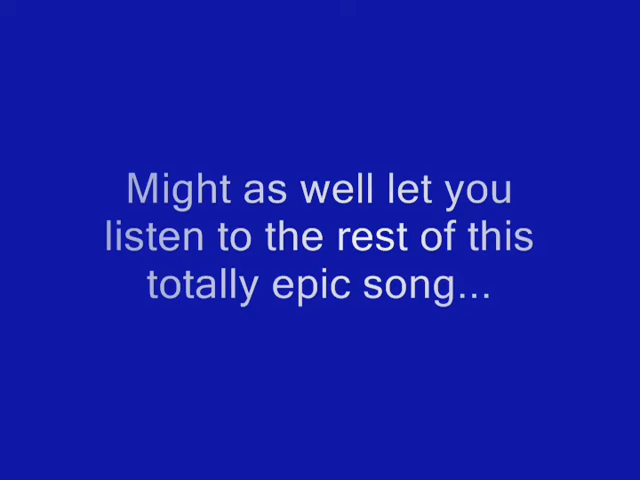 Might as well let you
listen to the rest of this
totally epic song...